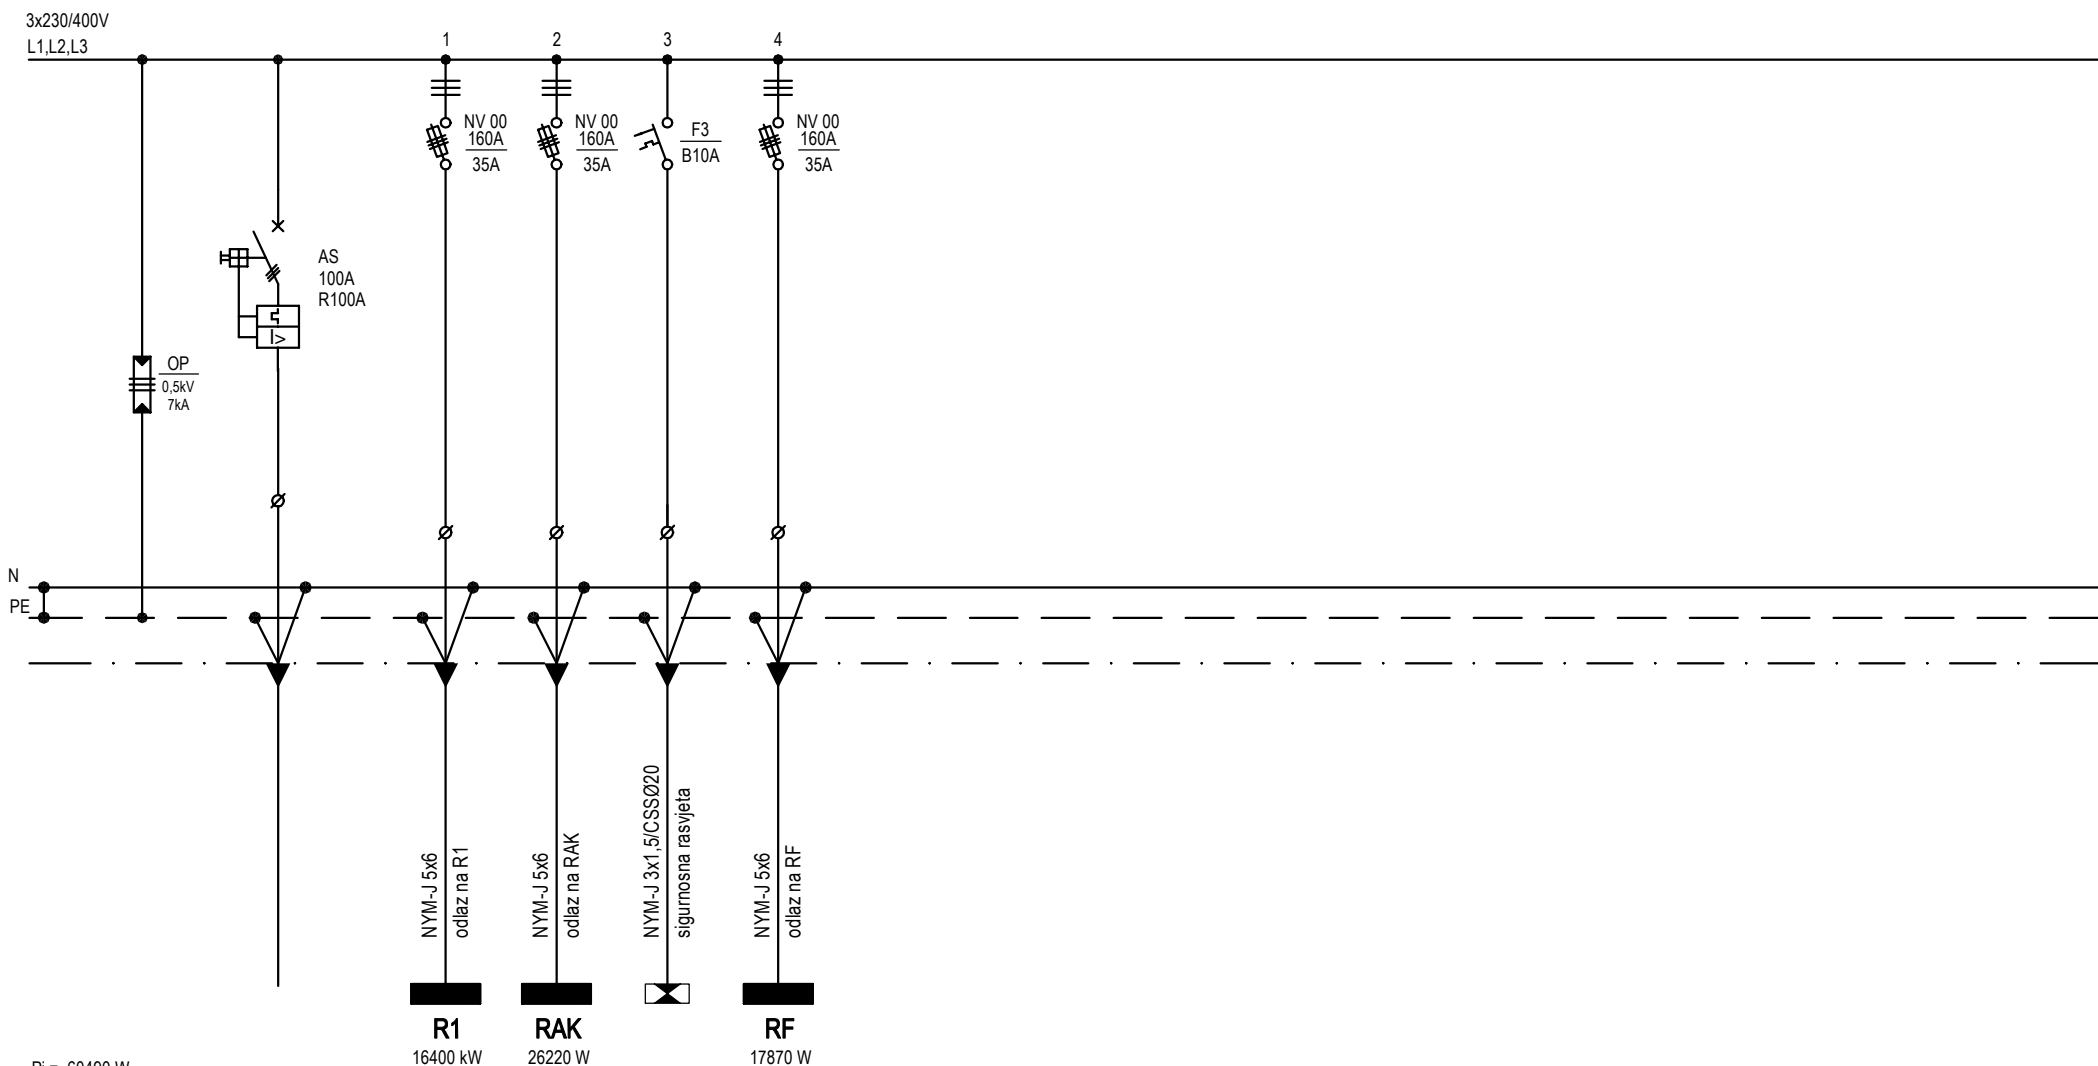 3x230/400V
L1,L2,L3
1
2
3
4
NV 00
160A
35A
NV 00
160A
35A
F3
B10A
NV 00
160A
35A
AS
100A
R100A
I>
OP
0,5kV
7kA
N
PE
NYM-J 5x6
odlaz na R1
NYM-J 5x6
odlaz na RAK
NYM-J 3x1,5/CSSØ20
sigurnosna rasvjeta
NYM-J 5x6
odlaz na RF
R1
16400 kW
RAK
26220 W
RF
17870 W